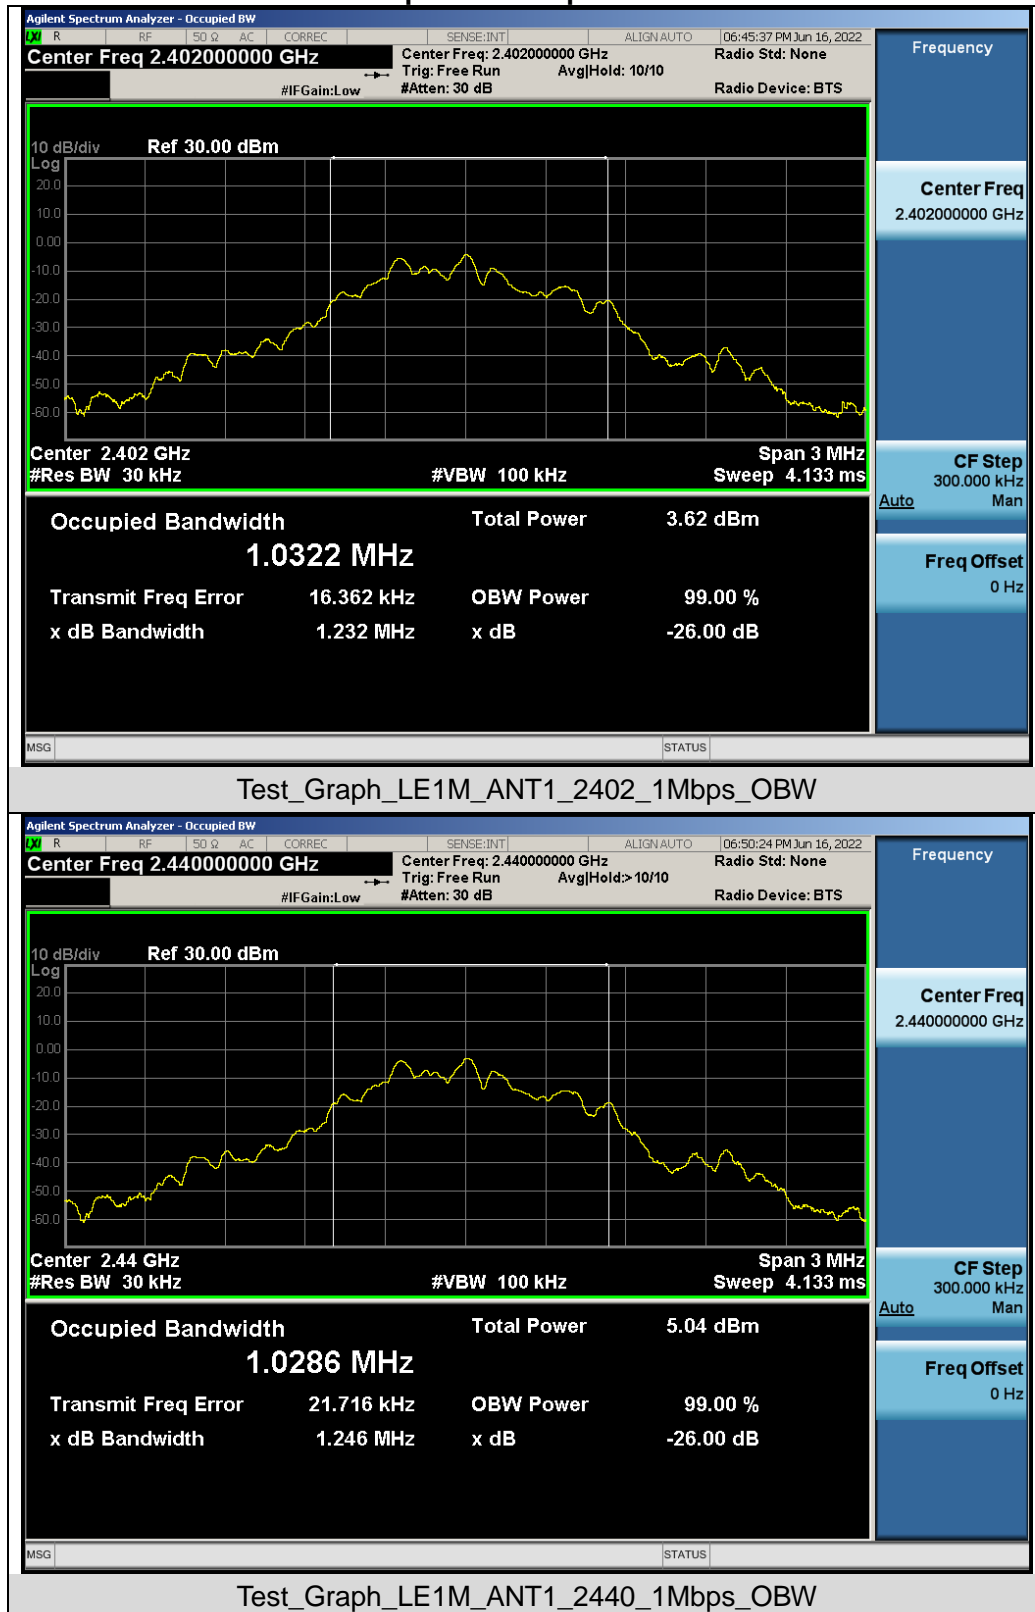 Agilent Spectrum Analyzer - Occupied BW
LXI R RF 50 Ω AC CORREC SENSE:INT ALIGN AUTO 06:45:37 PM Jun 16, 2022
Center Freq 2.402000000 GHz
Center Freq: 2.402000000 GHz
Radio Std: None
Trig: Free Run Avg|Hold: 10/10
#IFGain:Low
#Atten: 30 dB
Radio Device: BTS
Frequency
10 dB/div Ref 30.00 dBm
Log
20.0
10.0
0.00
-10.0
-20.0
-30.0
-40.0
-50.0
-60.0
Center 2.402 GHz Span 3 MHz
#Res BW 30 kHz #VBW 100 kHz Sweep 4.133 ms
Center Freq
2.402000000 GHz
CF Step
300.000 kHz
Auto Man
Freq Offset
0 Hz
Occupied Bandwidth Total Power 3.62 dBm
1.0322 MHz
Transmit Freq Error 16.362 kHz OBW Power 99.00 %
x dB Bandwidth 1.232 MHz x dB -26.00 dB
MSG STATUS
Test_Graph_LE1M_ANT1_2402_1Mbps_OBW
Agilent Spectrum Analyzer - Occupied BW
LXI R RF 50 Ω AC CORREC SENSE:INT ALIGN AUTO 06:50:24 PM Jun 16, 2022
Center Freq 2.440000000 GHz
Center Freq: 2.440000000 GHz
Radio Std: None
Trig: Free Run Avg|Hold:>10/10
#IFGain:Low
#Atten: 30 dB
Radio Device: BTS
Frequency
10 dB/div Ref 30.00 dBm
Log
20.0
10.0
0.00
-10.0
-20.0
-30.0
-40.0
-50.0
-60.0
Center 2.44 GHz Span 3 MHz
#Res BW 30 kHz #VBW 100 kHz Sweep 4.133 ms
Center Freq
2.440000000 GHz
CF Step
300.000 kHz
Auto Man
Freq Offset
0 Hz
Occupied Bandwidth Total Power 5.04 dBm
1.0286 MHz
Transmit Freq Error 21.716 kHz OBW Power 99.00 %
x dB Bandwidth 1.246 MHz x dB -26.00 dB
MSG STATUS
Test_Graph_LE1M_ANT1_2440_1Mbps_OBW